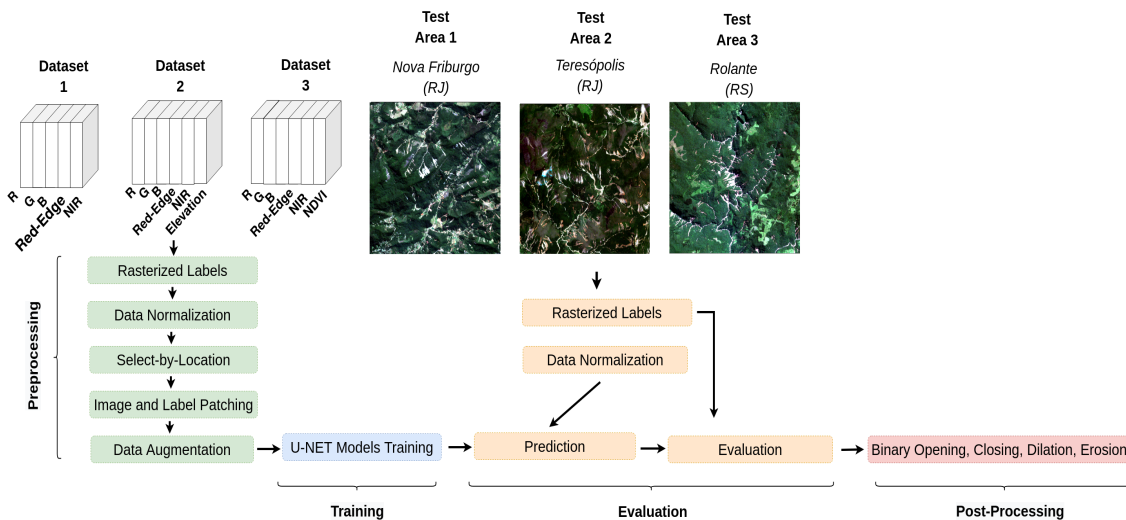 Dataset
1
Dataset
2
Dataset
3
Test
Area 1
Nova Friburgo
(RJ)
Test
Area 2
Teresópolis
(RJ)
Test
Area 3
Rolante
(RS)
R
G
B
Red-Edge
NIR
R
G
B
Red-Edge
NIR
Elevation
R
G
B
Red-Edge
NIR
NDVI
Preprocessing
Rasterized Labels
Data Normalization
Select-by-Location
Image and Label Patching
Data Augmentation
Rasterized Labels
Data Normalization
U-NET Models Training
Prediction
Evaluation
Binary Opening, Closing, Dilation, Erosion
Training
Evaluation
Post-Processing